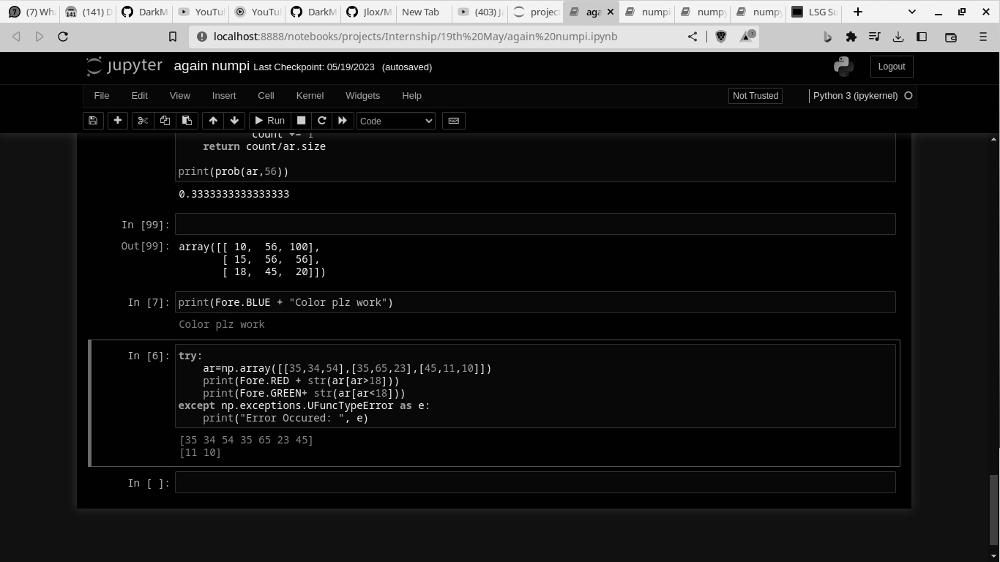 (7) Wha
(141) D
DarkM
YouTu
YouTu
DarkM
Jlox/M
New Tab
(403) Ja
project
aga
numpi
numpy
numpy
LSG Su
localhost:8888/notebooks/projects/Internship/19th%20May/again%20numpi.ipynb
1
jupyter again numpi Last Checkpoint: 05/19/2023 (autosaved)
Logout
File Edit View Insert Cell Kernel Widgets Help
Not Trusted
Python 3 (ipykernel)
Run
Code
count += 1
return count/ar.size
print(prob(ar,56))
0.3333333333333333
In [99]:
Out[99]: array([[ 10,  56, 100],
[ 15,  56,  56],
[ 18,  45,  20]])
In [7]: print(Fore.BLUE + "Color plz work")
Color plz work
In [6]: try:
ar=np.array([[35,34,54],[35,65,23],[45,11,10]])
print(Fore.RED + str(ar[ar>18]))
print(Fore.GREEN+ str(ar[ar<18]))
except np.exceptions.UFuncTypeError as e:
print("Error Occured: ", e)
[35 34 54 35 65 23 45]
[11 10]
In [ ]: